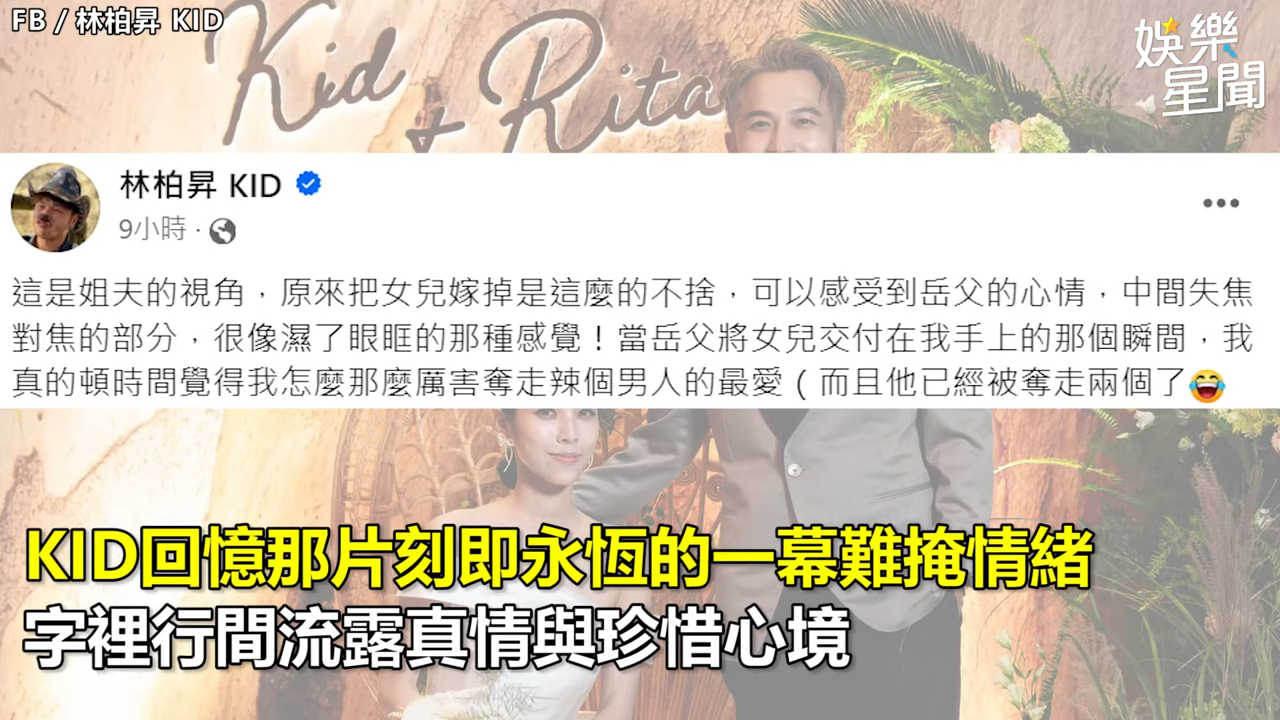 FB / 林柏昇 KID
娛樂
星聞
Kid + Rita
林柏昇 KID
9小時 ·
這是姐夫的視角，原來把女兒嫁掉是這麼的不捨，可以感受到岳父的心情，中間失焦
對焦的部分，很像濕了眼眶的那種感覺！當岳父將女兒交付在我手上的那個瞬間，我
真的頓時間覺得我怎麼那麼厲害奪走辣個男人的最愛（而且他已經被奪走兩個了😂
KID回憶那片刻即永恆的一幕難掩情緒
字裡行間流露真情與珍惜心境